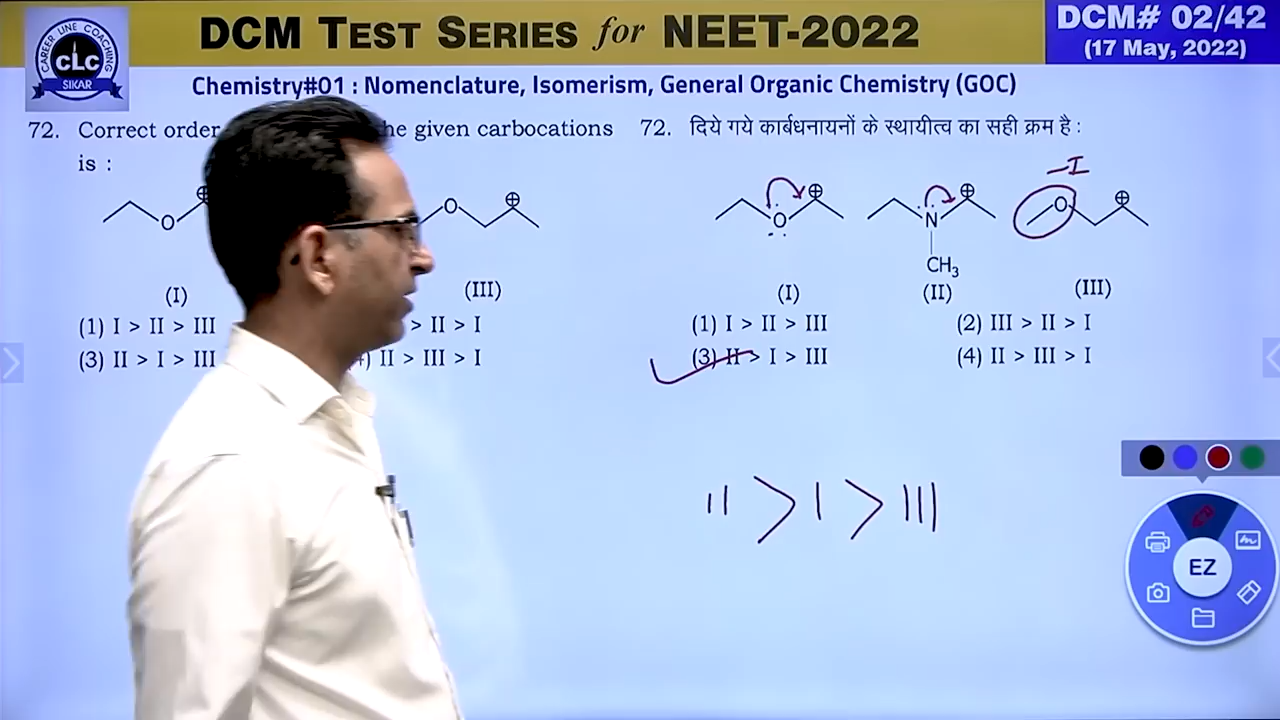 CAREER LINE COACHING
CLC
SIKAR
DCM TEST SERIES for NEET-2022
DCM# 02/42
(17 May, 2022)
Chemistry#01 : Nomenclature, Isomerism, General Organic Chemistry (GOC)
72. Correct order he given carbocations
is :
O
⊕
O
⊕
(I)
(III)
(1) I > II > III
> II > I
(3) II > I > III
) II > III > I
72. दिये गये कार्बधनायनों के स्थायीत्व का सही क्रम है :
-I
O
⊕
N
⊕
CH₃
O
⊕
(I)
(II)
(III)
(1) I > II > III
(2) III > II > I
(3) II > I > III
(4) II > III > I
II > I > III
EZ